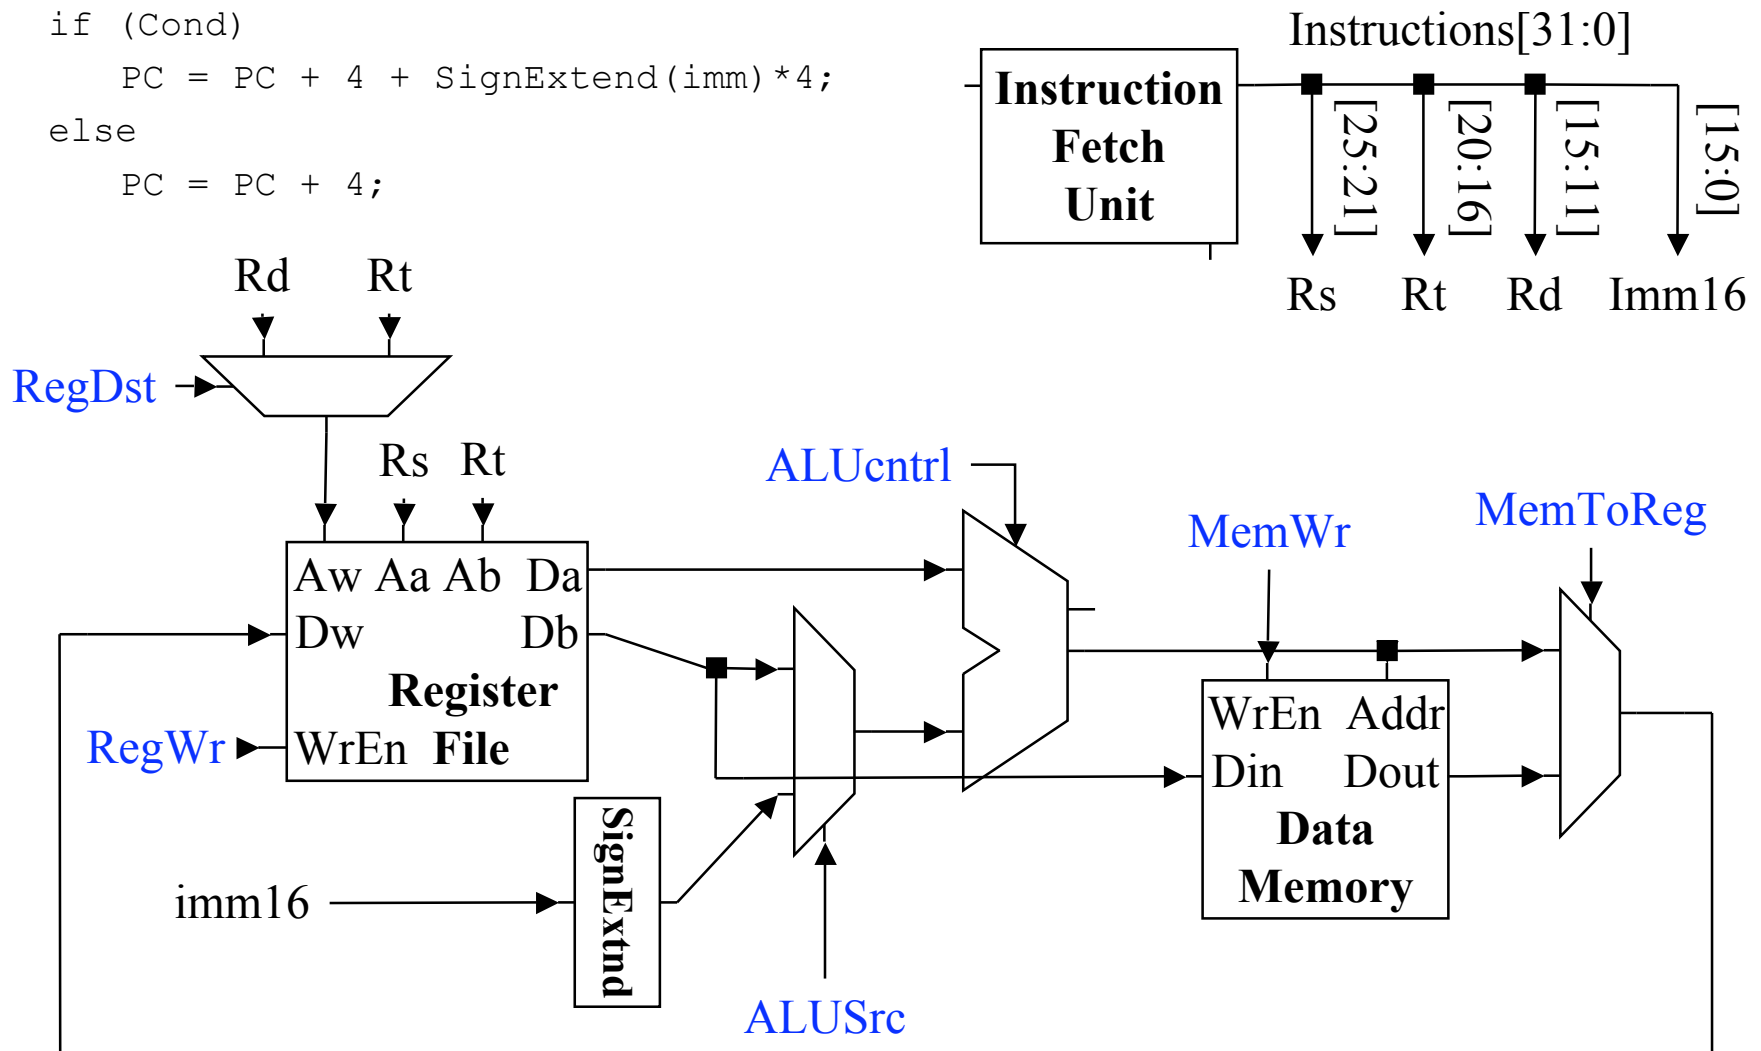 if (Cond)
PC = PC + 4 + SignExtend(imm)*4;
else
PC = PC + 4;
Instructions[31:0]
Instruction
Fetch
Unit
[25:21]
[20:16]
[15:11]
[15:0]
Rs
Rt
Rd
Imm16
Rd
Rt
RegDst
Rs
Rt
ALUcntrl
MemWr
MemToReg
Aw
Aa
Ab
Da
Dw
Db
Register
File
RegWr
WrEn
WrEn
Addr
Din
Dout
Data
Memory
SignExtnd
imm16
ALUSrc